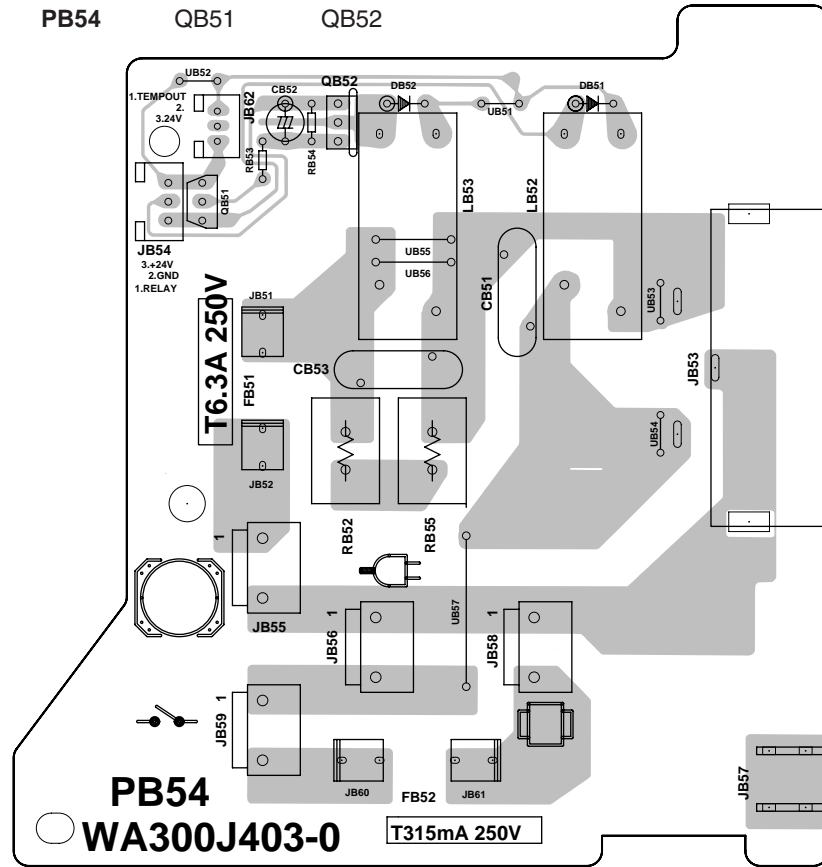 PB54 QB51 QB52
UB52
CB52
QB52
DB52
DB51
1.TEMPOUT
2.
3.24V
JB62
UB51
RB53
RB54
QB51
LB53
LB52
JB54
3.+24V
2.GND
1.RELAY
UB55
UB56
CB51
UB53
JB51
T6.3A 250V
FB51
CB53
JB53
UB54
JB52
RB52
RB55
1
JB55
1
JB56
UB57
1
JB58
1
JB59
JB60
FB52
JB61
JB57
PB54
WA300J403-0
T315mA 250V